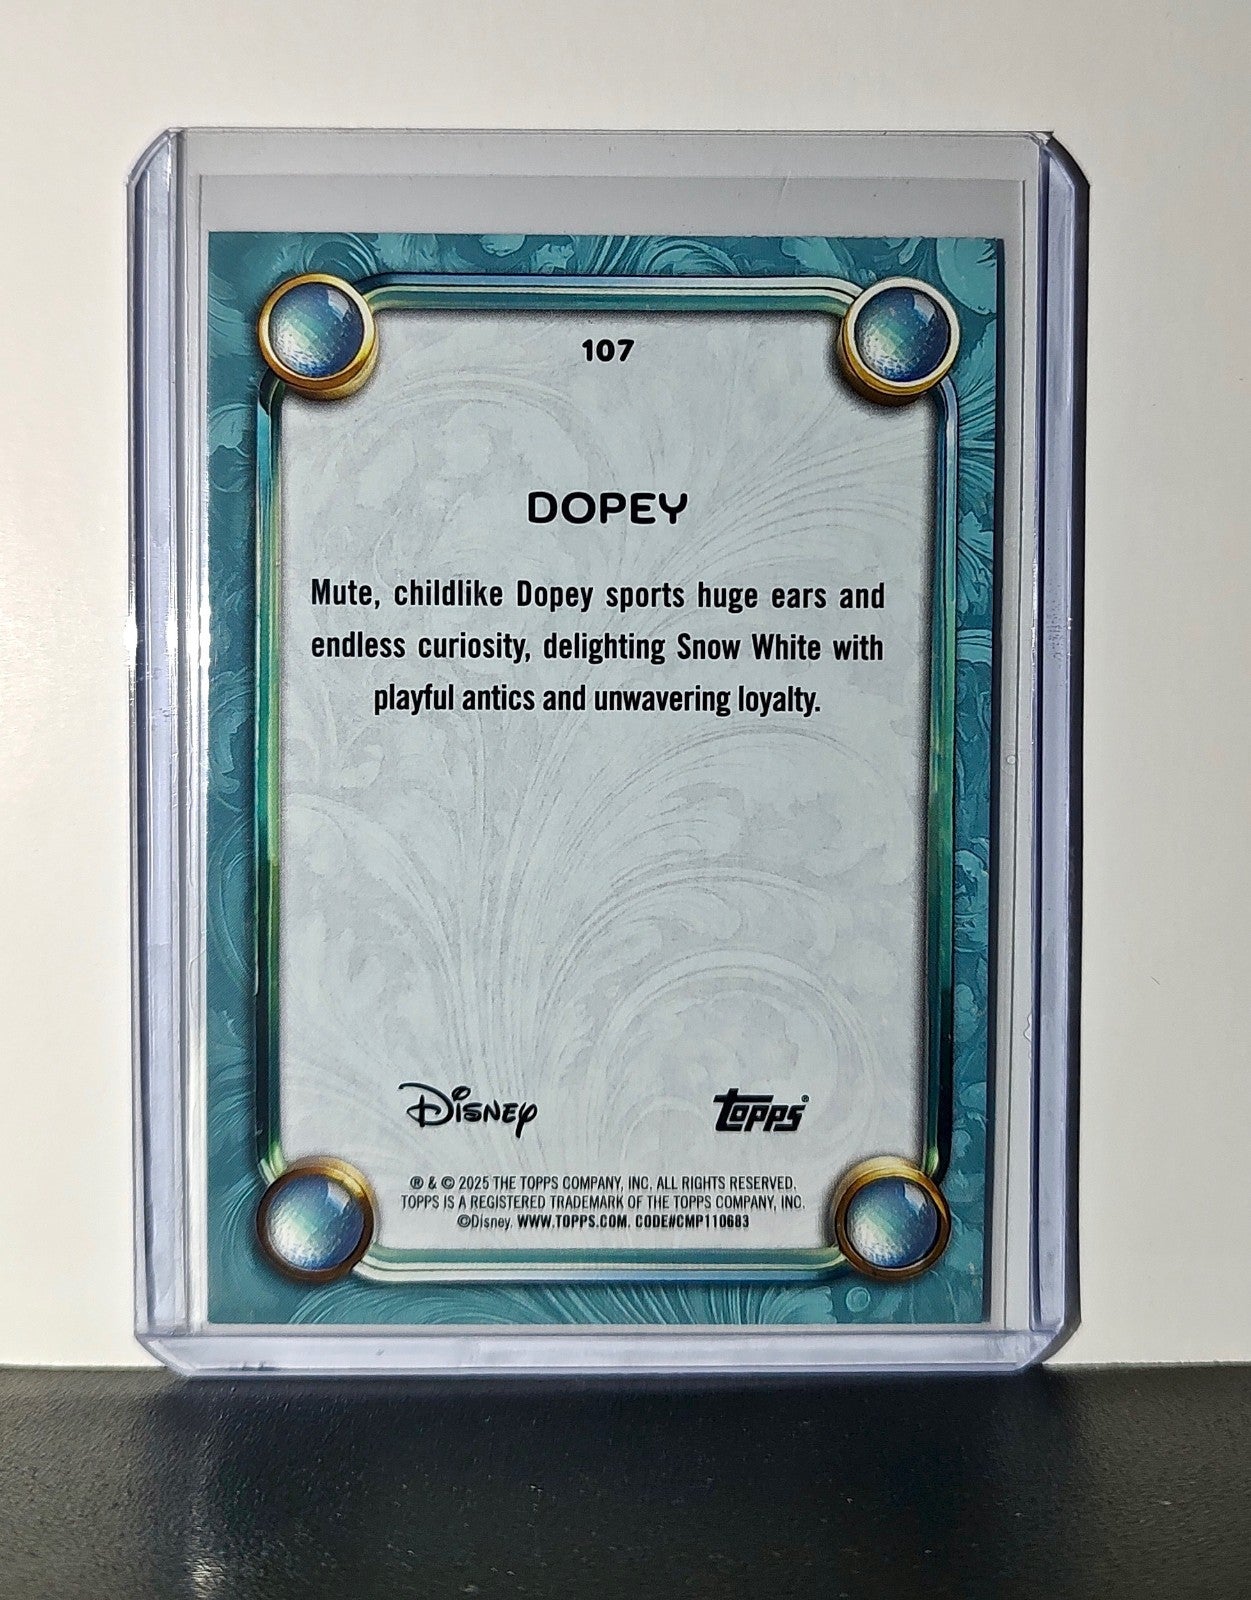 107
DOPEY
Mute, childlike Dopey sports huge ears and
endless curiosity, delighting Snow White with
playful antics and unwavering loyalty.
Disney topps®
® & © 2025 THE TOPPS COMPANY, INC. ALL RIGHTS RESERVED.
TOPPS IS A REGISTERED TRADEMARK OF THE TOPPS COMPANY, INC.
©Disney. WWW.TOPPS.COM. CODE#CMP110683